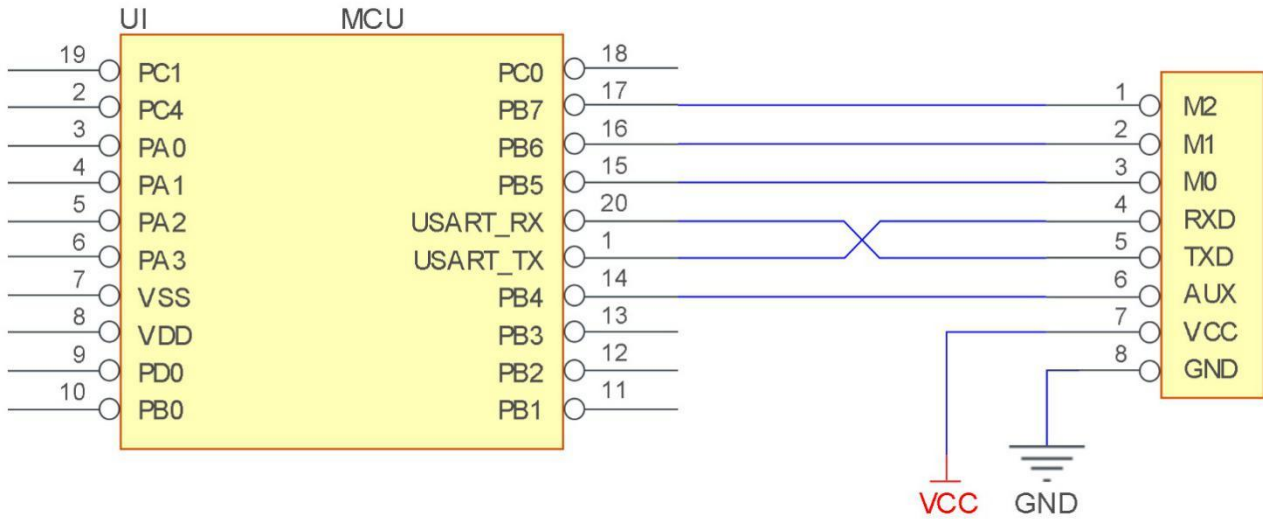 UI MCU
19 PC1 PC0 18
2 PC4 PB7 17 1 M2
3 PA0 PB6 16 2 M1
4 PA1 PB5 15 3 M0
5 PA2 USART_RX 20 4 RXD
6 PA3 USART_TX 1 5 TXD
7 VSS PB4 14 6 AUX
8 VDD PB3 13 7 VCC
9 PD0 PB2 12 8 GND
10 PB0 PB1 11
VCC GND